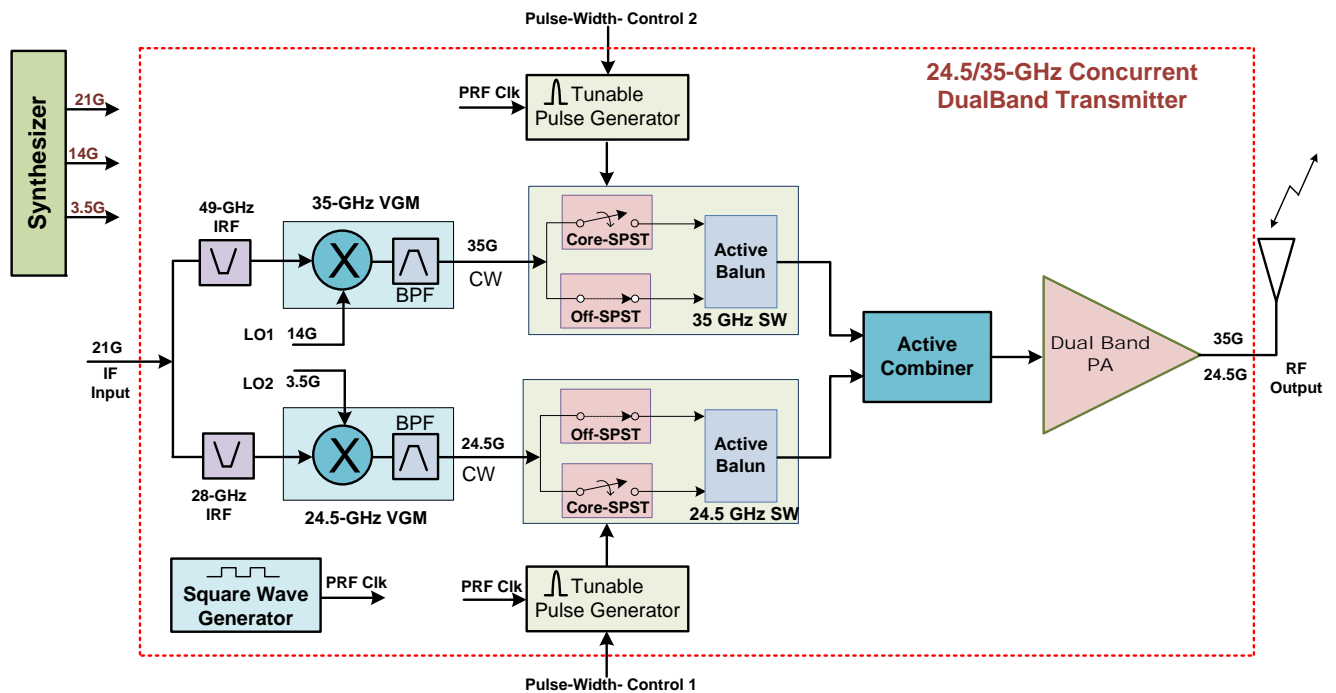 Pulse-Width- Control 2
24.5/35-GHz Concurrent
DualBand Transmitter
Synthesizer
21G
14G
3.5G
PRF Clk
Tunable
Pulse Generator
49-GHz
IRF
35-GHz VGM
BPF
35G
CW
Core-SPST
Off-SPST
Active
Balun
35 GHz SW
LO1
14G
21G
IF
Input
LO2
3.5G
Active
Combiner
Dual Band
PA
35G
24.5G
RF
Output
28-GHz
IRF
BPF
24.5-GHz VGM
24.5G
CW
Off-SPST
Core-SPST
Active
Balun
24.5 GHz SW
Square Wave
Generator
PRF Clk
PRF Clk
Tunable
Pulse Generator
Pulse-Width- Control 1